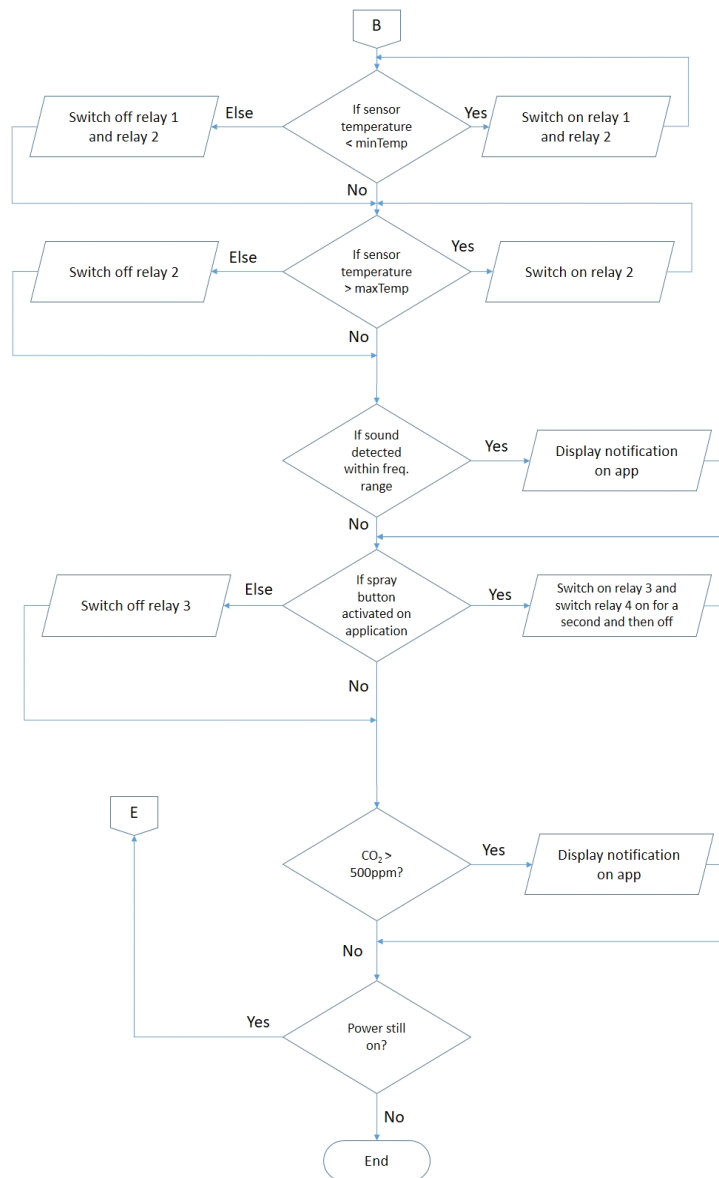 B
Switch off relay 1
and relay 2
Else
If sensor
temperature
< minTemp
Yes
Switch on relay 1
and relay 2
No
Switch off relay 2
Else
If sensor
temperature
> maxTemp
Yes
Switch on relay 2
No
If sound
detected
within freq.
range
Yes
Display notification
on app
No
Switch off relay 3
Else
If spray
button
activated on
application
Yes
Switch on relay 3 and
switch relay 4 on for a
second and then off
No
E
CO₂ >
500ppm?
Yes
Display notification
on app
No
Yes
Power still
on?
No
End